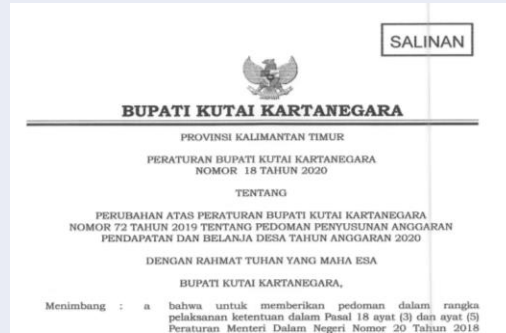 SALINAN
BUPATI KUTAI KARTANEGARA
PROVINSI KALIMANTAN TIMUR
PERATURAN BUPATI KUTAI KARTANEGARA
NOMOR 18 TAHUN 2020
TENTANG
PERUBAHAN ATAS PERATURAN BUPATI KUTAI KARTANEGARA
NOMOR 72 TAHUN 2019 TENTANG PEDOMAN PENYUSUNAN ANGGARAN
PENDAPATAN DAN BELANJA DESA TAHUN ANGGARAN 2020
DENGAN RAHMAT TUHAN YANG MAHA ESA
BUPATI KUTAI KARTANEGARA,
Menimbang : a bahwa untuk memberikan pedoman dalam rangka
pelaksanan ketentuan dalam Pasal 18 ayat (3) dan ayat (5)
Peraturan Menteri Dalam Negeri Nomor 20 Tahun 2018